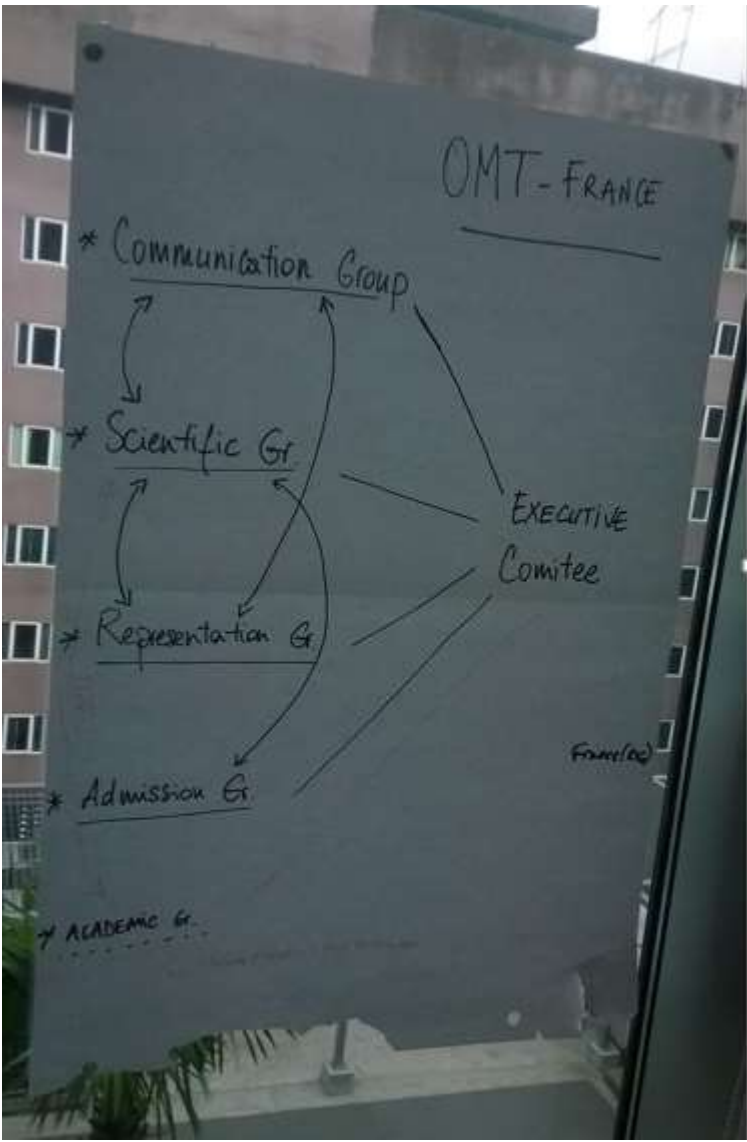 OMT - FRANCE
* Communication Group
* Scientific Gr
EXECUTIVE
Comitee
* Representation Gr.
* Admission Gr.
* ACADEMIC Gr.